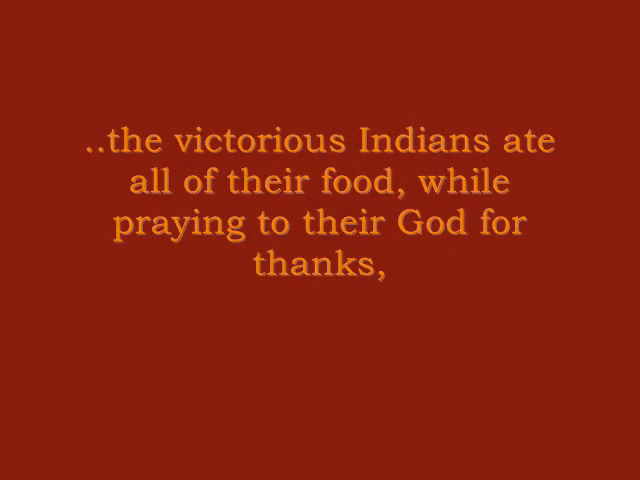 ..the victorious Indians ate
all of their food, while
praying to their God for
thanks,